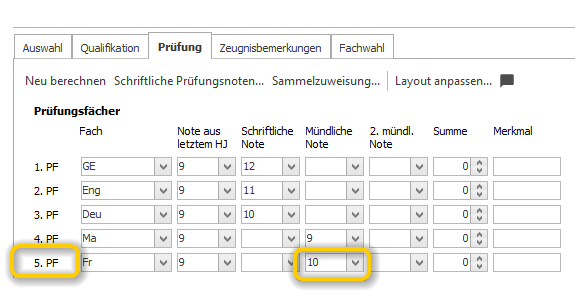 Auswahl Qualifikation Prüfung Zeugnisbemerkungen Fachwahl
Neu berechnen Schriftliche Prüfungsnoten... Sammelzuweisung... Layout anpassen...
Prüfungsfächer
Fach Note aus letztem HJ Schriftliche Note Mündliche Note 2. mündl. Note Summe Merkmal
1. PF GE 9 12 0
2. PF Eng 9 11 0
3. PF Deu 9 10 0
4. PF Ma 9 9 0
5. PF Fr 9 10 0